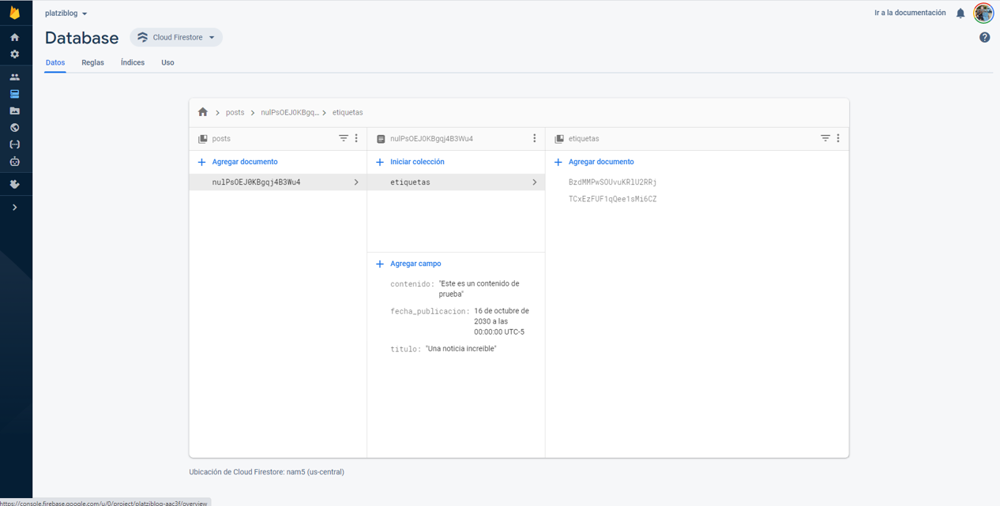 platziblog
Ir a la documentación
Database
Cloud Firestore
Datos
Reglas
Índices
Uso
posts
nulPsOEJ0KBgq...
etiquetas
posts
nulPsOEJ0KBgqj4B3Wu4
etiquetas
Agregar documento
Iniciar colección
Agregar documento
nulPsOEJ0KBgqj4B3Wu4
etiquetas
BzdMMPwSOUvuKRlU2RRj
TCxEzFUF1qQee1sMi6CZ
Agregar campo
contenido: "Este es un contenido de
prueba"
fecha_publicacion: 16 de octubre de
2030 a las
00:00:00 UTC-5
titulo: "Una noticia increible"
Ubicación de Cloud Firestore: nam5 (us-central)
https://console.firebase.google.com/u/0/project/platziblog-aac3f/overview